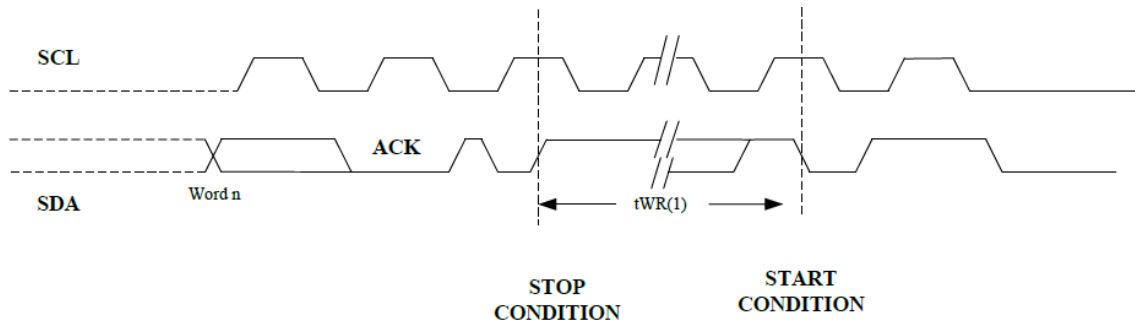 SCL
ACK
Word n
SDA
tWR(1)
STOP
CONDITION
START
CONDITION